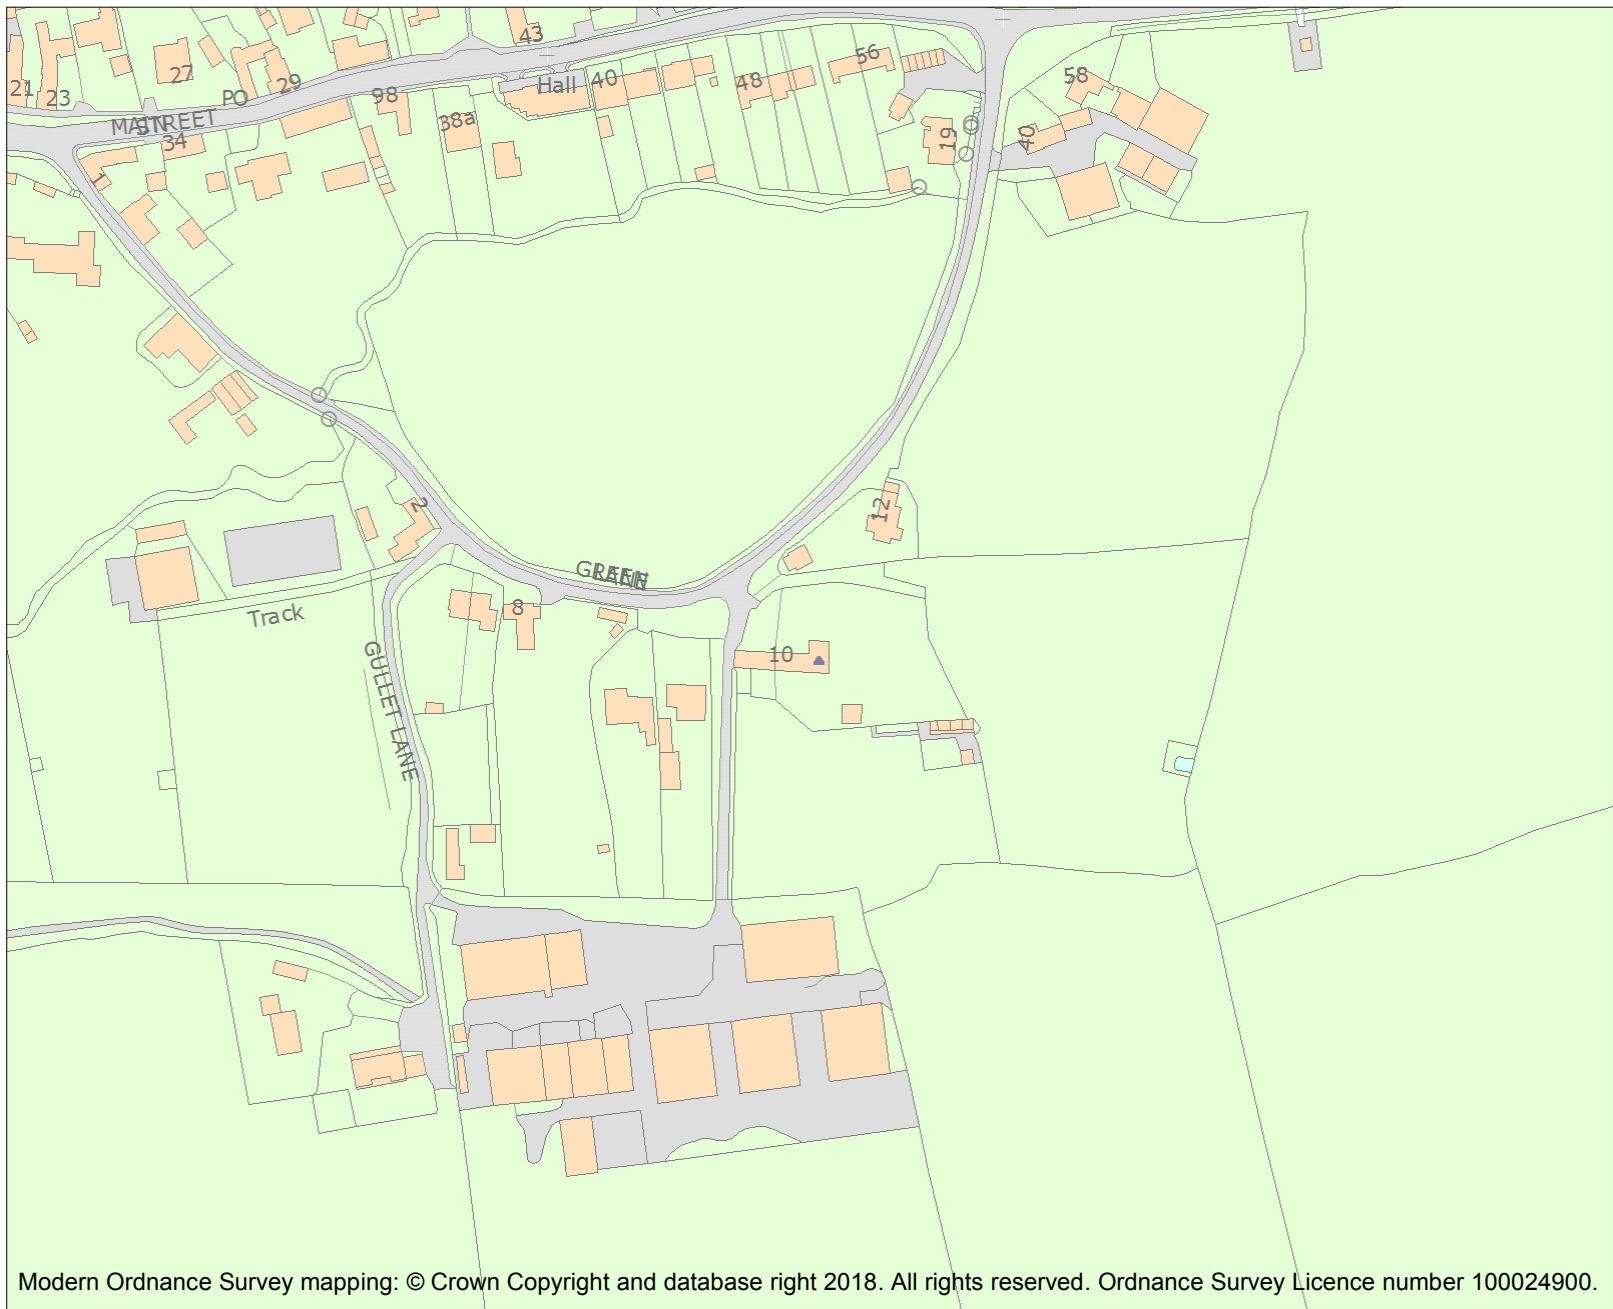 43
21
23
27
29
PO
98
Hall
40
48
56
58
MAIN STREET
34
38a
19
40
1
2
12
GREEN LANE
8
Track
10
GULLET LANE
Modern Ordnance Survey mapping: © Crown Copyright and database right 2018. All rights reserved. Ordnance Survey Licence number 100024900.